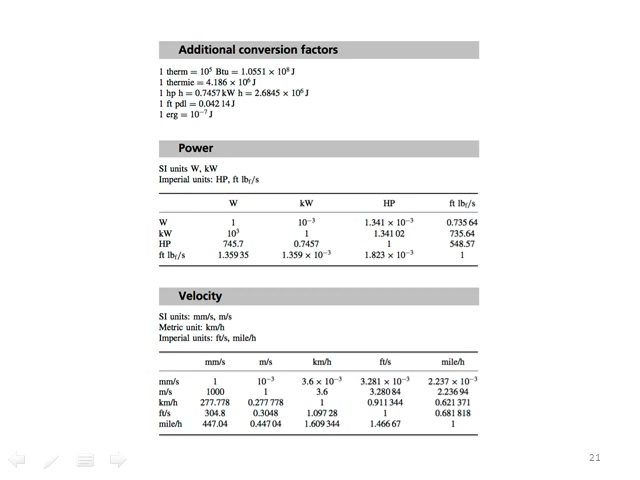 Additional conversion factors
1 therm = 10⁵ Btu = 1.0551 × 10⁸ J
1 thermie = 4.186 × 10⁶ J
1 hp h = 0.7457 kW h = 2.6845 × 10⁶ J
1 ft pdl = 0.042 14 J
1 erg = 10⁻⁷ J
Power
SI units W, kW
Imperial units: HP, ft lbf/s
W kW HP ft lbf/s
W 1 10⁻³ 1.341 × 10⁻³ 0.735 64
kW 10³ 1 1.341 02 735.64
HP 745.7 0.7457 1 548.57
ft lbf/s 1.359 35 1.359 × 10⁻³ 1.823 × 10⁻³ 1
Velocity
SI units: mm/s, m/s
Metric unit: km/h
Imperial units: ft/s, mile/h
mm/s m/s km/h ft/s mile/h
mm/s 1 10⁻³ 3.6 × 10⁻³ 3.281 × 10⁻³ 2.237 × 10⁻³
m/s 1000 1 3.6 3.280 84 2.236 94
km/h 277.778 0.277 778 1 0.911 344 0.621 371
ft/s 304.8 0.3048 1.097 28 1 0.681 818
mile/h 447.04 0.447 04 1.609 344 1.466 67 1
21